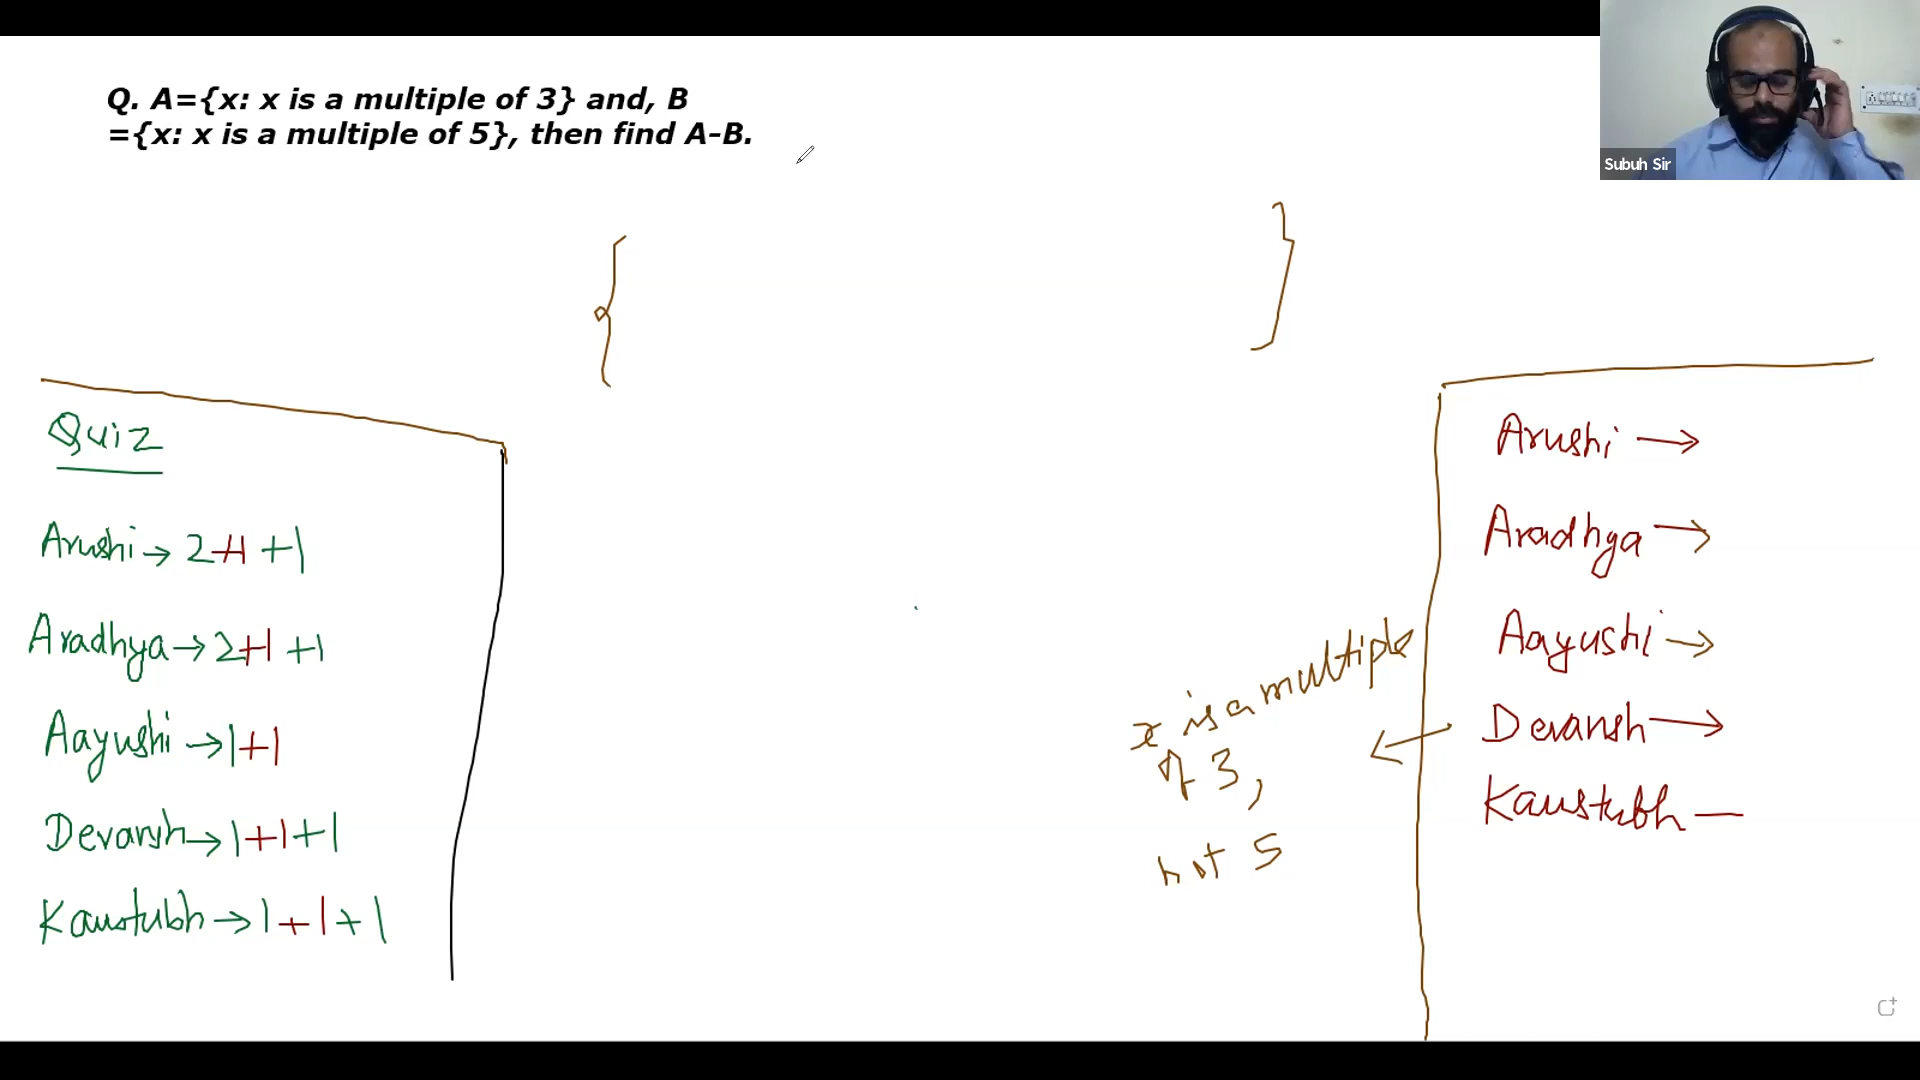 Q. A={x: x is a multiple of 3} and, B
={x: x is a multiple of 5}, then find A-B.
Subuh Sir
{ }
Quiz
Arushi → 2+1 +1
Aradhya → 2+1 +1
Aayushi → 1+1
Devansh → 1+1+1
Kaustubh → 1+1+1
x is a multiple
of 3,
not 5
Arushi →
Aradhya →
Aayushi →
← Devansh →
Kaustubh —